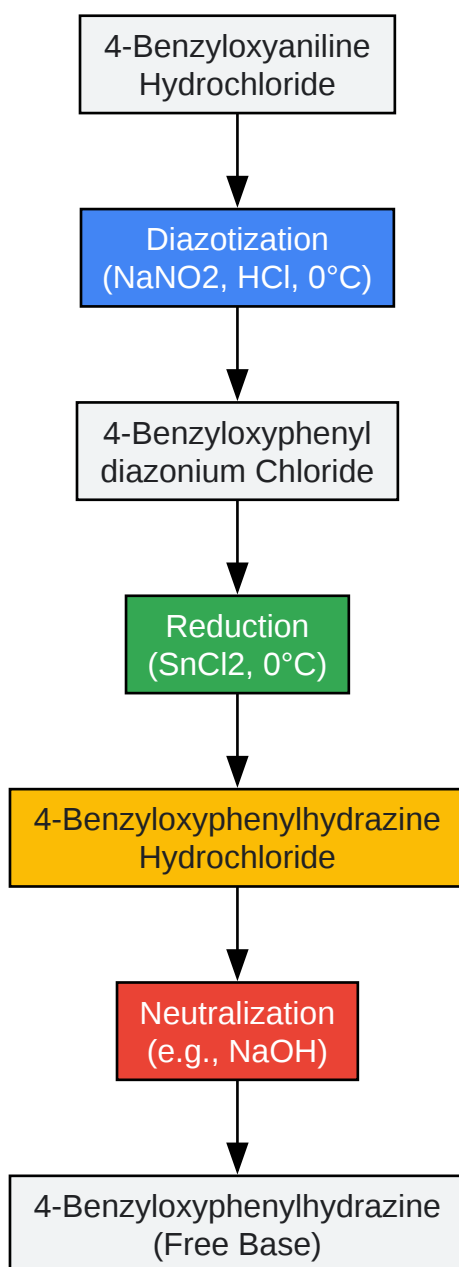 4-Benzyloxyaniline
Hydrochloride
Diazotization
(NaNO2, HCl, 0°C)
4-Benzyloxyphenyl
diazonium Chloride
Reduction
(SnCl2, 0°C)
4-Benzyloxyphenylhydrazine
Hydrochloride
Neutralization
(e.g., NaOH)
4-Benzyloxyphenylhydrazine
(Free Base)